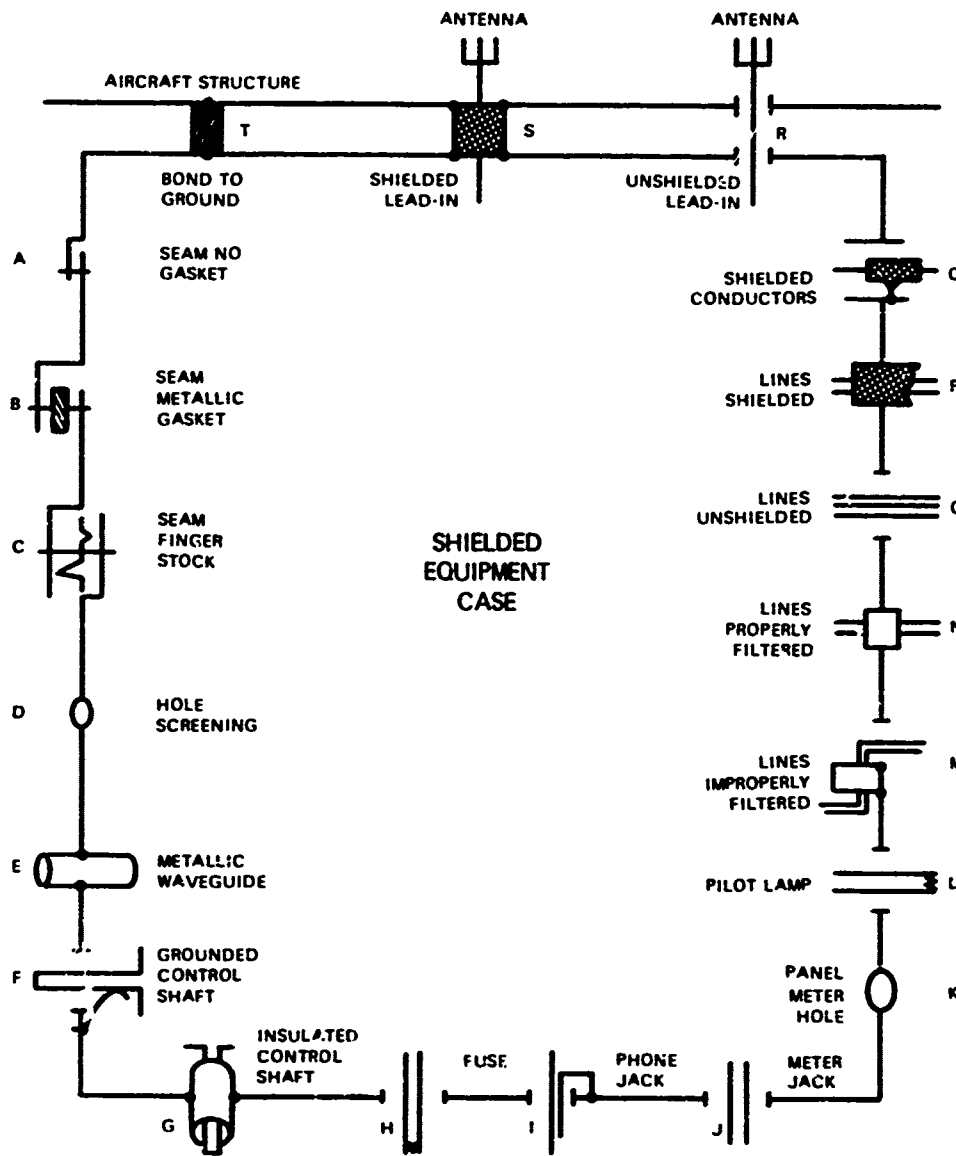 ANTENNA
ANTENNA
AIRCRAFT STRUCTURE
T
S
R
BOND TO
GROUND
SHIELDED
LEAD-IN
UNSHIELDED
LEAD-IN
A
SEAM NO
GASKET
SHIELDED
CONDUCTORS
Q
B
SEAM
METALLIC
GASKET
LINES
SHIELDED
P
C
SEAM
FINGER
STOCK
SHIELDED
EQUIPMENT
CASE
LINES
UNSHIELDED
O
LINES
PROPERLY
FILTERED
N
D
HOLE
SCREENING
LINES
IMPROPERLY
FILTERED
M
E
METALLIC
WAVEGUIDE
PILOT LAMP
L
F
GROUNDED
CONTROL
SHAFT
PANEL
METER
HOLE
K
INSULATED
CONTROL
SHAFT
FUSE
PHONE
JACK
METER
JACK
G
H
I
J